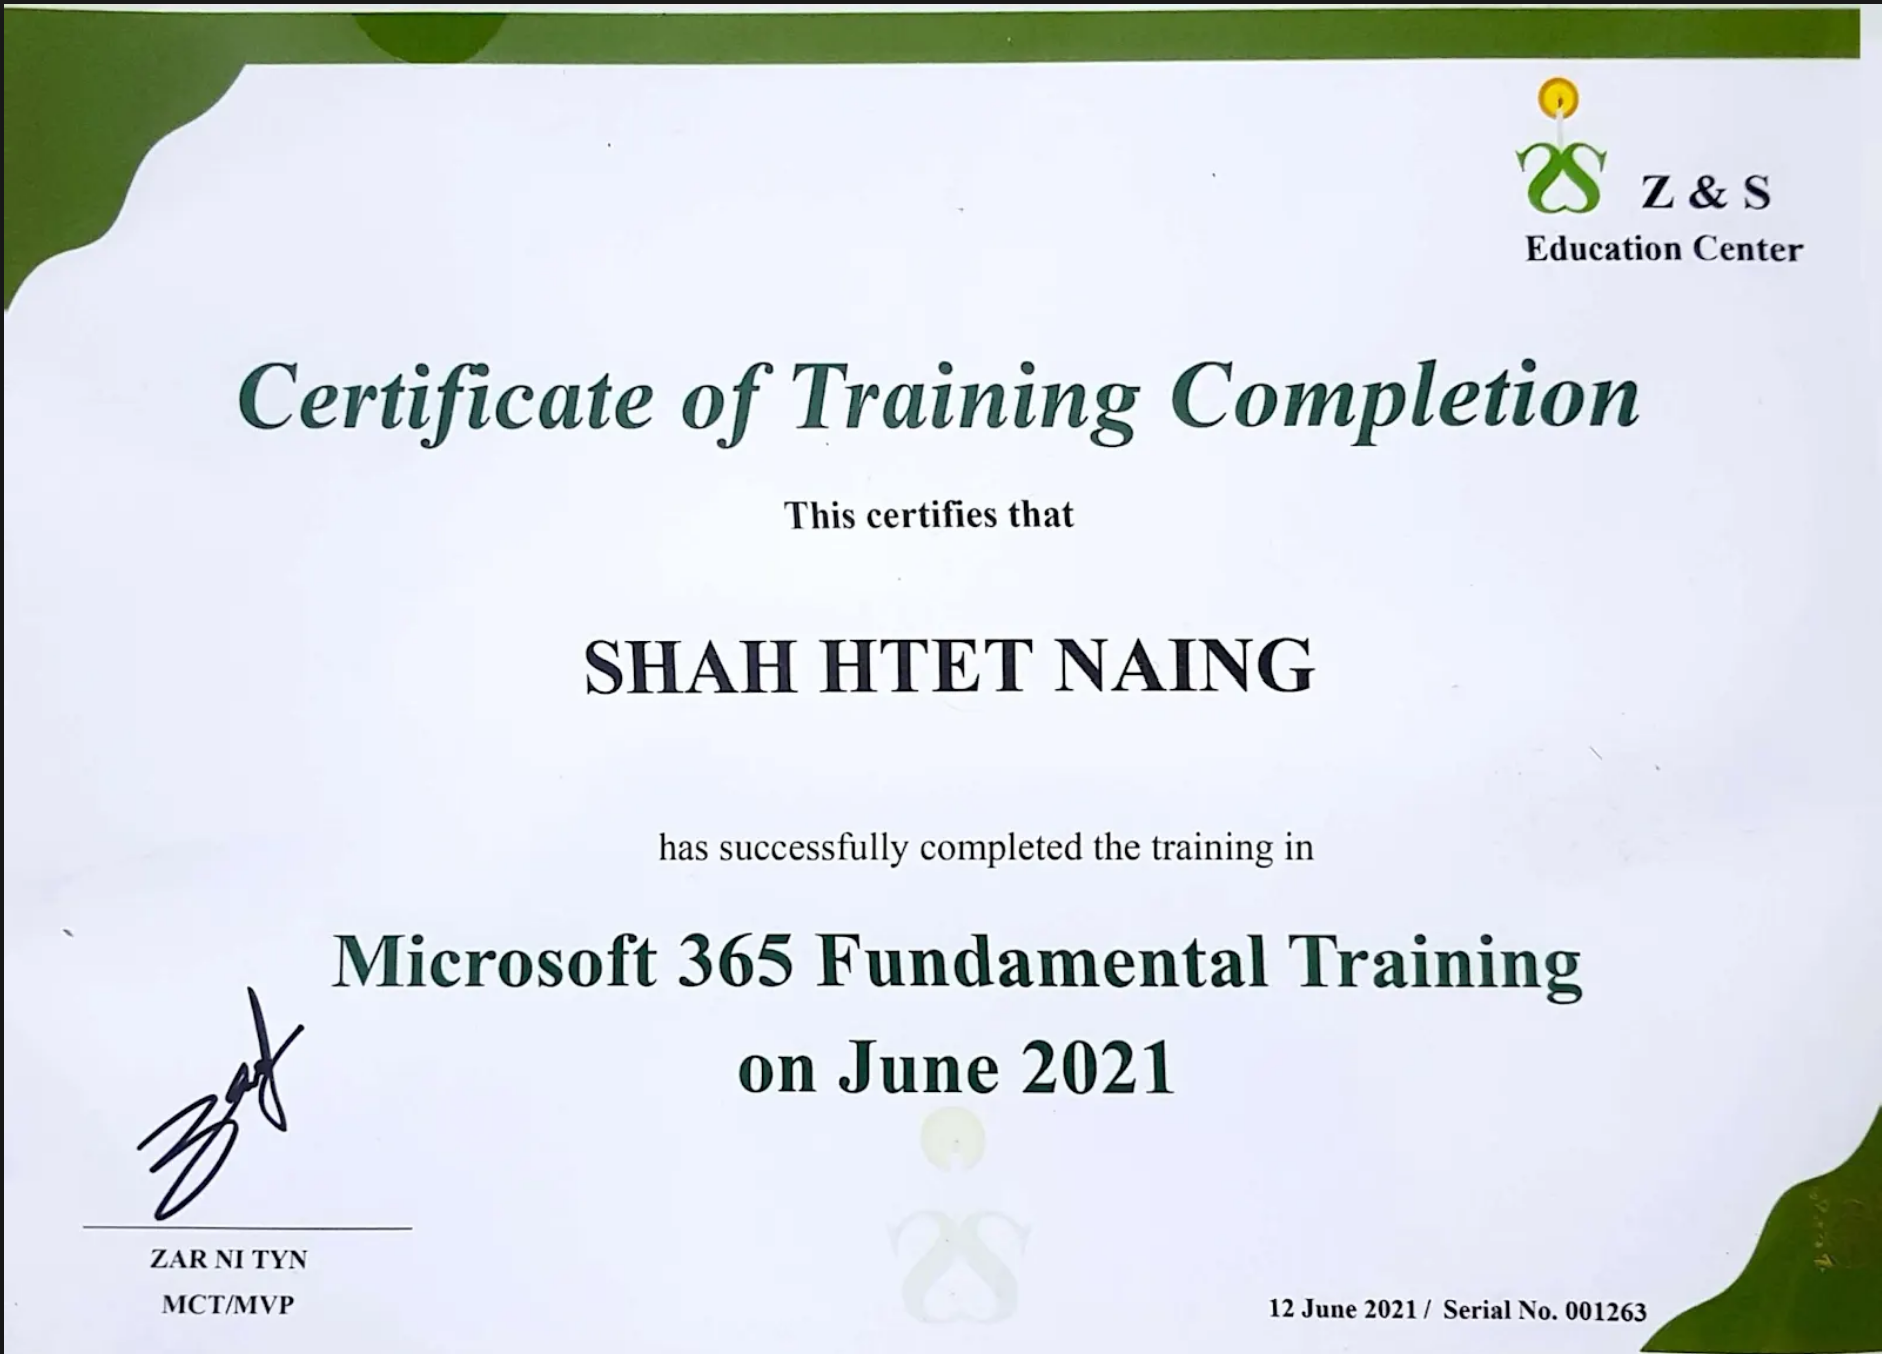 Z & S
Education Center
Certificate of Training Completion
This certifies that
SHAH HTET NAING
has successfully completed the training in
Microsoft 365 Fundamental Training
on June 2021
ZAR NI TYN
MCT/MVP
12 June 2021 / Serial No. 001263